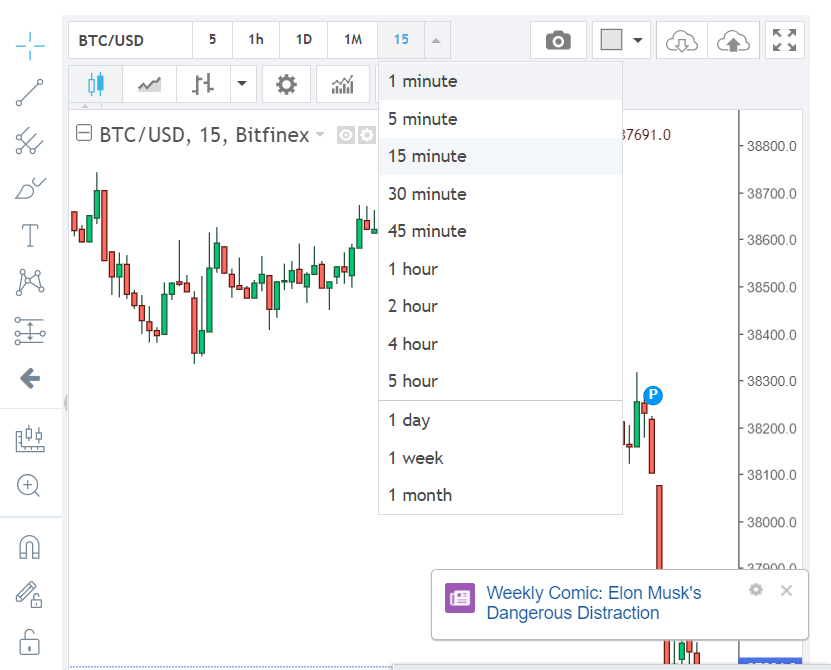 BTC/USD 5 1h 1D 1M 15
1 minute
5 minute
15 minute
30 minute
45 minute
1 hour
2 hour
4 hour
5 hour
1 day
1 week
1 month
BTC/USD, 15, Bitfinex
37691.0
38800.0
38700.0
38600.0
38500.0
38400.0
38300.0
38200.0
38100.0
38000.0
37900.0
P
T
Weekly Comic: Elon Musk's
Dangerous Distraction